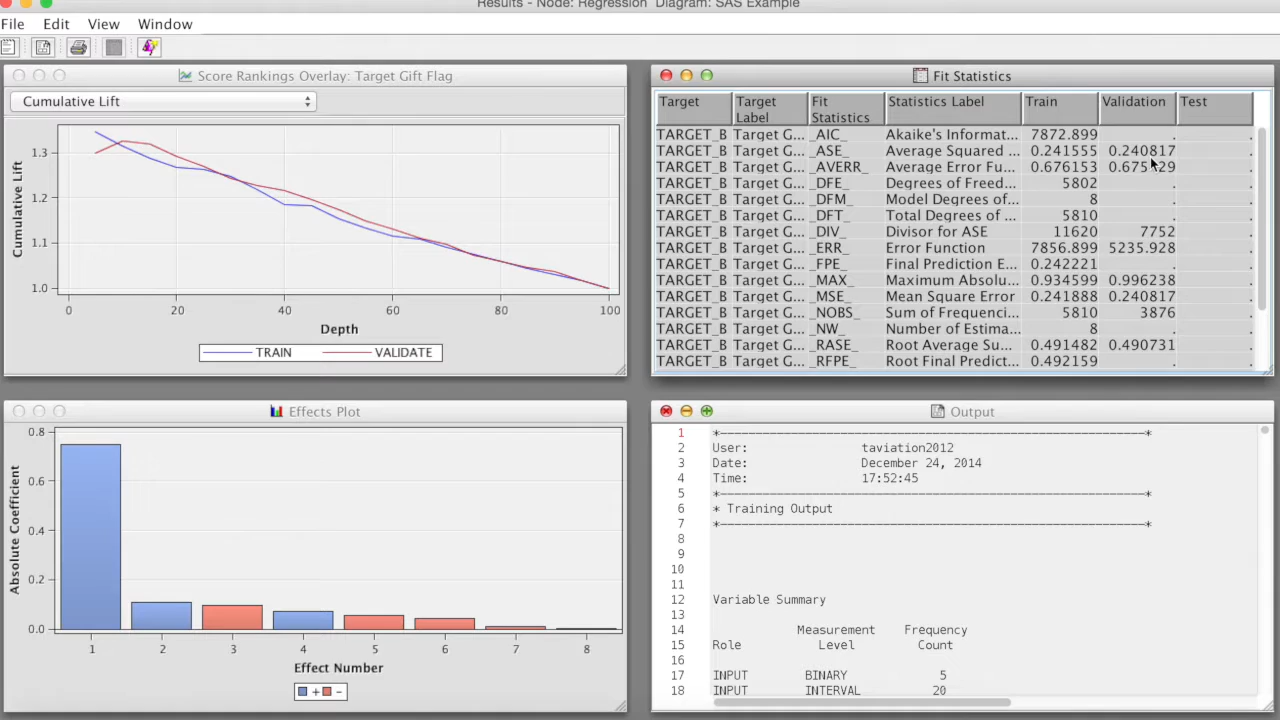 Results - Node: Regression  Diagram: SAS Example
File Edit View Window
Score Rankings Overlay: Target Gift Flag
Cumulative Lift
Cumulative Lift
1.3
1.2
1.1
1.0
0 20 40 60 80 100
Depth
TRAIN VALIDATE
Fit Statistics
Target Target Label Fit Statistics Statistics Label Train Validation Test
TARGET_B Target G... _AIC_ Akaike's Informat... 7872.899 . .
TARGET_B Target G... _ASE_ Average Squared ... 0.241555 0.240817 .
TARGET_B Target G... _AVERR_ Average Error Fu... 0.676153 .
TARGET_B Target G... _DFE_ Degrees of Freed... 5802 . .
TARGET_B Target G... _DFM_ Model Degrees of... 8 . .
TARGET_B Target G... _DFT_ Total Degrees of ... 5810 . .
TARGET_B Target G... _DIV_ Divisor for ASE 11620 7752 .
TARGET_B Target G... _ERR_ Error Function 7856.899 5235.928 .
TARGET_B Target G... _FPE_ Final Prediction E... 0.242221 . .
TARGET_B Target G... _MAX_ Maximum Absolu... 0.934599 0.996238 .
TARGET_B Target G... _MSE_ Mean Square Error 0.241888 0.240817 .
TARGET_B Target G... _NOBS_ Sum of Frequenci... 5810 3876 .
TARGET_B Target G... _NW_ Number of Estima... 8 . .
TARGET_B Target G... _RASE_ Root Average Su... 0.491482 0.490731 .
TARGET_B Target G... _RFPE_ Root Final Predict... 0.492159 . .
Effects Plot
Absolute Coefficient
0.8
0.6
0.4
0.2
0.0
1 2 3 4 5 6 7 8
Effect Number
+ -
Output
1 *------------------------------------------------------------*
2 User: taviation2012
3 Date: December 24, 2014
4 Time: 17:52:45
5 *------------------------------------------------------------*
6 * Training Output
7 *------------------------------------------------------------*
8
9
10
11
12 Variable Summary
13
14 Measurement Frequency
15 Role Level Count
16
17 INPUT BINARY 5
18 INPUT INTERVAL 20